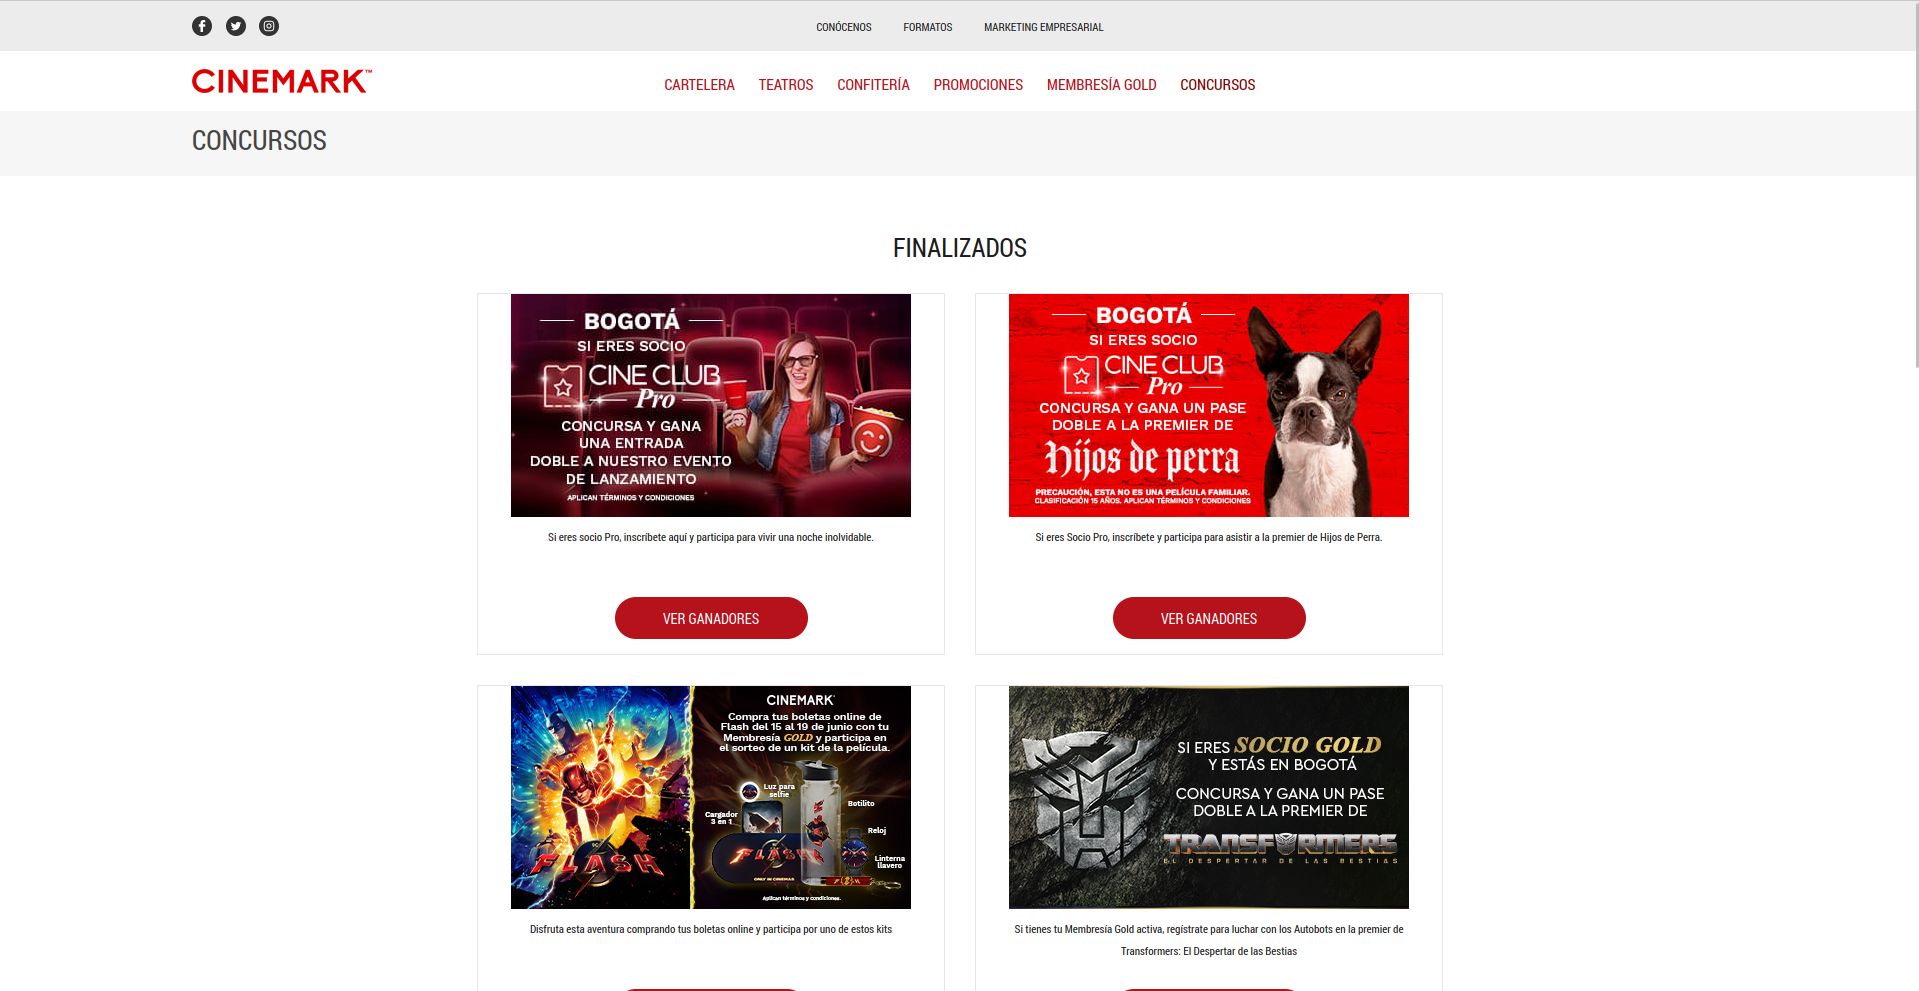 CONÓCENOS FORMATOS MARKETING EMPRESARIAL
CINEMARK™
CARTELERA TEATROS CONFITERÍA PROMOCIONES MEMBRESÍA GOLD CONCURSOS
CONCURSOS
FINALIZADOS
BOGOTÁ
SI ERES SOCIO
CINE CLUB
Pro
CONCURSA Y GANA
UNA ENTRADA
DOBLE A NUESTRO EVENTO
DE LANZAMIENTO
APLICAN TÉRMINOS Y CONDICIONES
Si eres socio Pro, inscríbete aquí y participa para vivir una noche inolvidable.
VER GANADORES
BOGOTÁ
SI ERES SOCIO
CINE CLUB
Pro
CONCURSA Y GANA UN PASE
DOBLE A LA PREMIER DE
Hijos de perra
PRECAUCIÓN, ESTA NO ES UNA PELÍCULA FAMILIAR.
CLASIFICACIÓN 15 AÑOS. APLICAN TÉRMINOS Y CONDICIONES
Si eres Socio Pro, inscríbete y participa para asistir a la premier de Hijos de Perra.
VER GANADORES
FLASH
CINEMARK
Compra tus boletas online de
Flash del 15 al 19 de junio con tu
Membresía GOLD y participa en
el sorteo de un kit de la película.
Luz para
selfie
Botilito
Cargador
3 en 1
Reloj
FLASH
Linterna
llavero
ONLY IN CINEMAS
FLASH
Aplican términos y condiciones.
Disfruta esta aventura comprando tus boletas online y participa por uno de estos kits
SI ERES SOCIO GOLD
Y ESTÁS EN BOGOTÁ
CONCURSA Y GANA UN PASE
DOBLE A LA PREMIER DE
TRANSFORMERS
EL DESPERTAR DE LAS BESTIAS
Si tienes tu Membresía Gold activa, regístrate para luchar con los Autobots en la premier de
Transformers: El Despertar de las Bestias